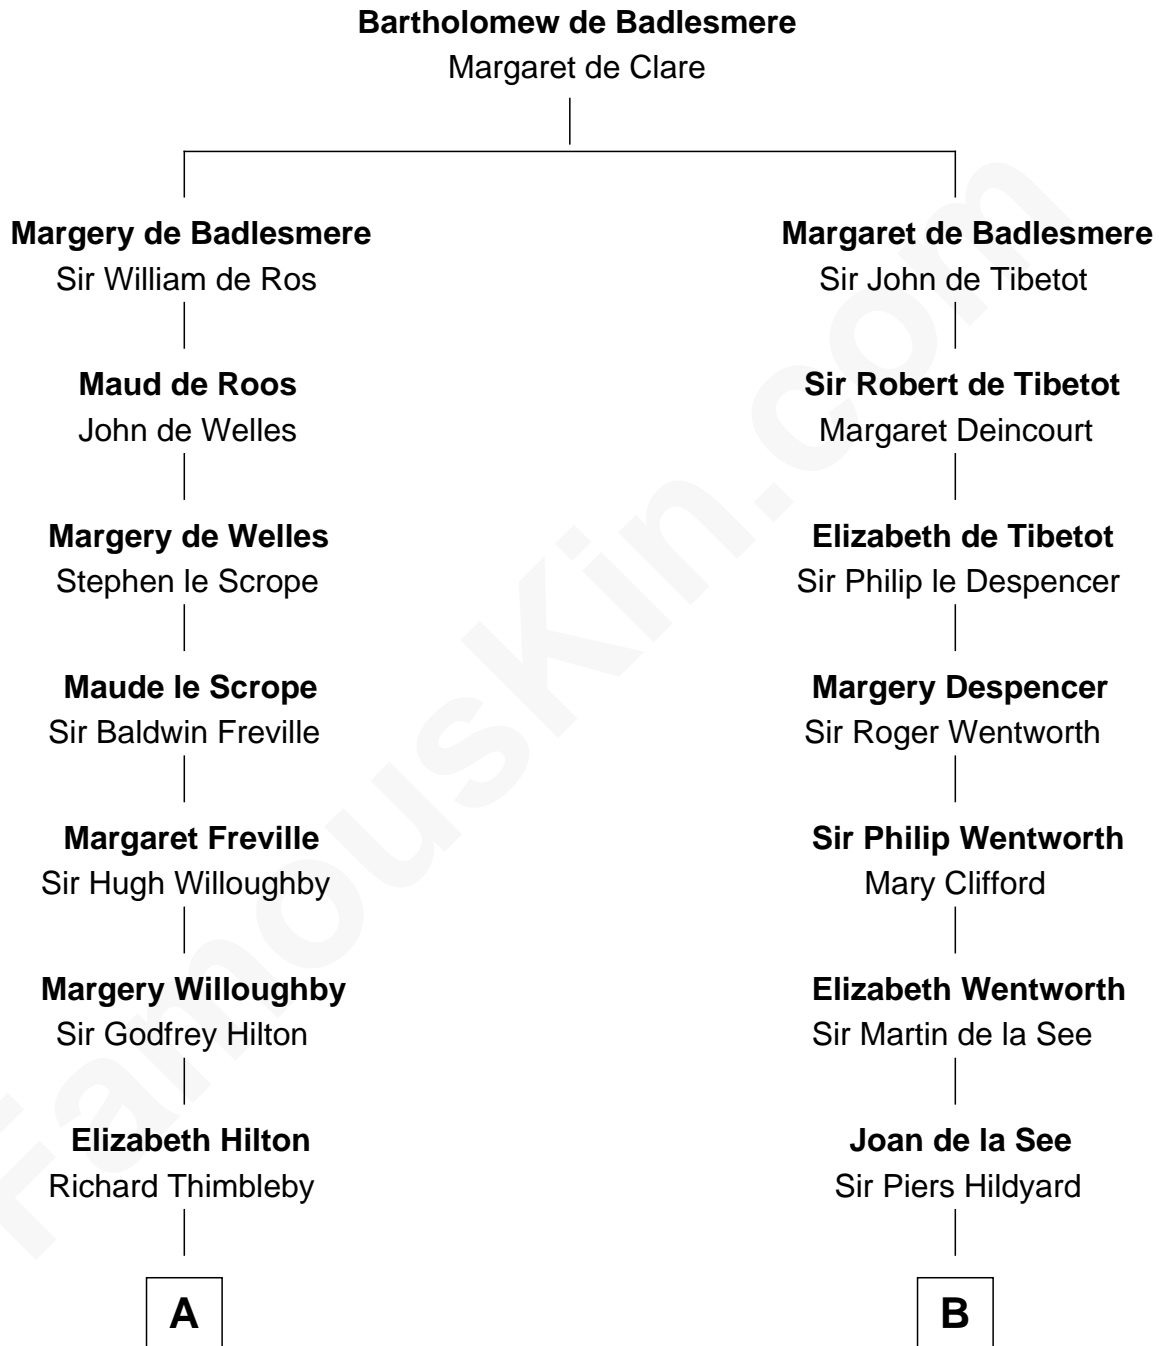 Bartholomew de Badlesmere
Margaret de Clare
Margery de Badlesmere
Sir William de Ros
Margaret de Badlesmere
Sir John de Tibetot
Maud de Roos
John de Welles
Sir Robert de Tibetot
Margaret Deincourt
Margery de Welles
Stephen le Scrope
Elizabeth de Tibetot
Sir Philip le Despencer
Maude le Scrope
Sir Baldwin Freville
Margery Despencer
Sir Roger Wentworth
Margaret Freville
Sir Hugh Willoughby
Sir Philip Wentworth
Mary Clifford
Margery Willoughby
Sir Godfrey Hilton
Elizabeth Wentworth
Sir Martin de la See
Elizabeth Hilton
Richard Thimbleby
Joan de la See
Sir Piers Hildyard
A
B
FamousKin.com